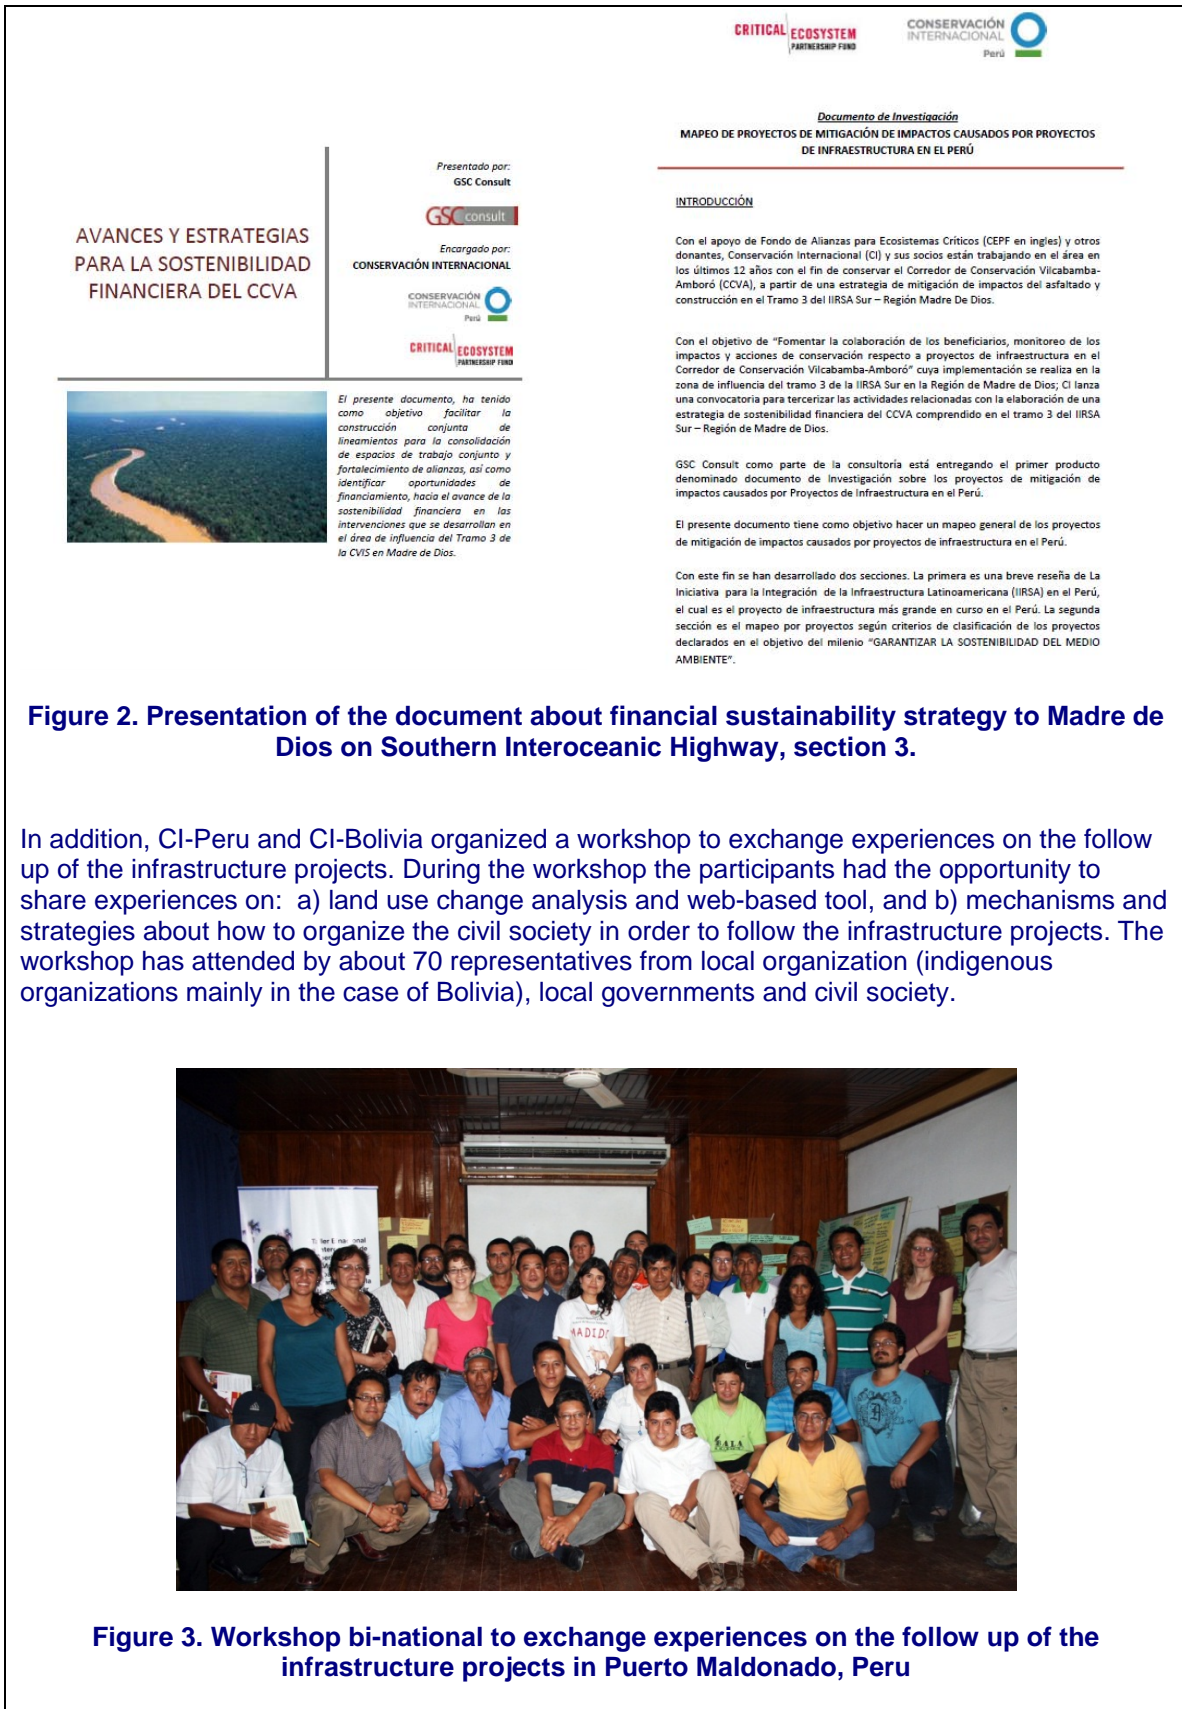 CRITICAL ECOSYSTEM
PARTNERSHIP FUND
CONSERVACIÓN
INTERNACIONAL
Perú
AVANCES Y ESTRATEGIAS
PARA LA SOSTENIBILIDAD
FINANCIERA DEL CCVA
Presentado por:
GSC Consult
GSC consult
Encargado por:
CONSERVACIÓN INTERNACIONAL
CONSERVACIÓN
INTERNACIONAL
Perú
CRITICAL ECOSYSTEM
PARTNERSHIP FUND
El presente documento, ha tenido
como objetivo facilitar la
construcción conjunta de
lineamientos para la consolidación
de espacios de trabajo conjunto y
fortalecimiento de alianzas, así como
identificar oportunidades de
financiamiento, hacia el avance de la
sostenibilidad financiera en las
intervenciones que se desarrollan en
el área de influencia del Tramo 3 de
la CVIS en Madre de Dios.
Documento de Investigación
MAPEO DE PROYECTOS DE MITIGACIÓN DE IMPACTOS CAUSADOS POR PROYECTOS
DE INFRAESTRUCTURA EN EL PERÚ
INTRODUCCIÓN
Con el apoyo de Fondo de Alianzas para Ecosistemas Críticos (CEPF en ingles) y otros
donantes, Conservación Internacional (CI) y sus socios están trabajando en el área en
los últimos 12 años con el fin de conservar el Corredor de Conservación Vilcabamba-
Amboró (CCVA), a partir de una estrategia de mitigación de impactos del asfaltado y
construcción en el Tramo 3 del IIRSA Sur – Región Madre De Dios.
Con el objetivo de “Fomentar la colaboración de los beneficiarios, monitoreo de los
impactos y acciones de conservación respecto a proyectos de infraestructura en el
Corredor de Conservación Vilcabamba-Amboró” cuya implementación se realiza en la
zona de influencia del tramo 3 de la IIRSA Sur en la Región de Madre de Dios; CI lanza
una convocatoria para tercerizar las actividades relacionadas con la elaboración de una
estrategia de sostenibilidad financiera del CCVA comprendido en el tramo 3 del IIRSA
Sur – Región de Madre de Dios.
GSC Consult como parte de la consultoría está entregando el primer producto
denominado documento de Investigación sobre los proyectos de mitigación de
impactos causados por Proyectos de Infraestructura en el Perú.
El presente documento tiene como objetivo hacer un mapeo general de los proyectos
de mitigación de impactos causados por proyectos de infraestructura en el Perú.
Con este fin se han desarrollado dos secciones. La primera es una breve reseña de La
Iniciativa para la Integración de la Infraestructura Latinoamericana (IIRSA) en el Perú,
el cual es el proyecto de infraestructura más grande en curso en el Perú. La segunda
sección es el mapeo por proyectos según criterios de clasificación de los proyectos
declarados en el objetivo del milenio “GARANTIZAR LA SOSTENIBILIDAD DEL MEDIO
AMBIENTE”.
Figure 2. Presentation of the document about financial sustainability strategy to Madre de
Dios on Southern Interoceanic Highway, section 3.
In addition, CI-Peru and CI-Bolivia organized a workshop to exchange experiences on the follow
up of the infrastructure projects. During the workshop the participants had the opportunity to
share experiences on: a) land use change analysis and web-based tool, and b) mechanisms and
strategies about how to organize the civil society in order to follow the infrastructure projects. The
workshop has attended by about 70 representatives from local organization (indigenous
organizations mainly in the case of Bolivia), local governments and civil society.
MADIDI
Figure 3. Workshop bi-national to exchange experiences on the follow up of the
infrastructure projects in Puerto Maldonado, Peru